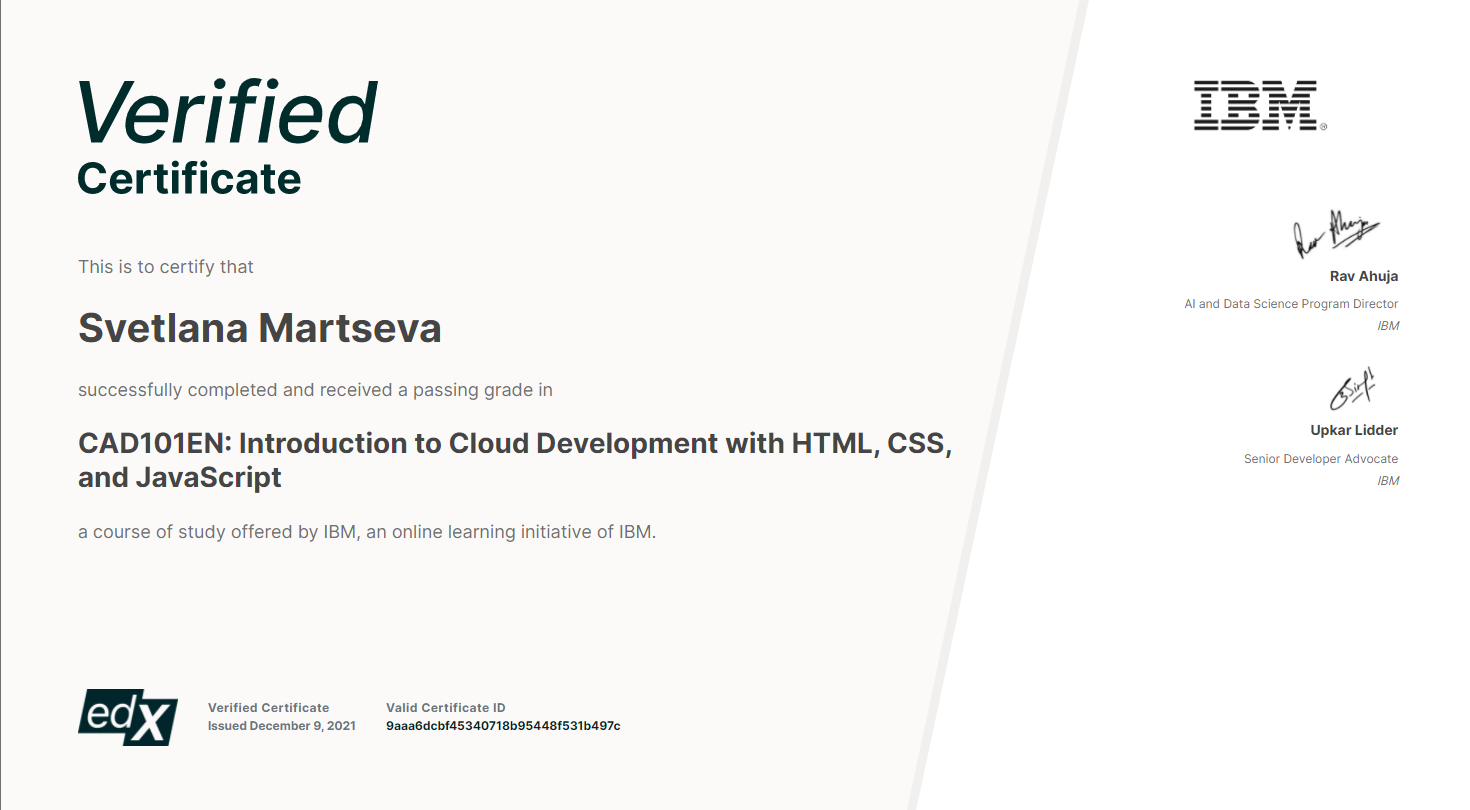 Verified
Certificate
This is to certify that
Svetlana Martseva
successfully completed and received a passing grade in
CAD101EN: Introduction to Cloud Development with HTML, CSS,
and JavaScript
a course of study offered by IBM, an online learning initiative of IBM.
edX
Verified Certificate
Issued December 9, 2021
Valid Certificate ID
9aaa6dcbf45340718b95448f531b497c
IBM®
Rav Ahuja
Rav Ahuja
AI and Data Science Program Director
IBM
Upkar Lidder
Senior Developer Advocate
IBM